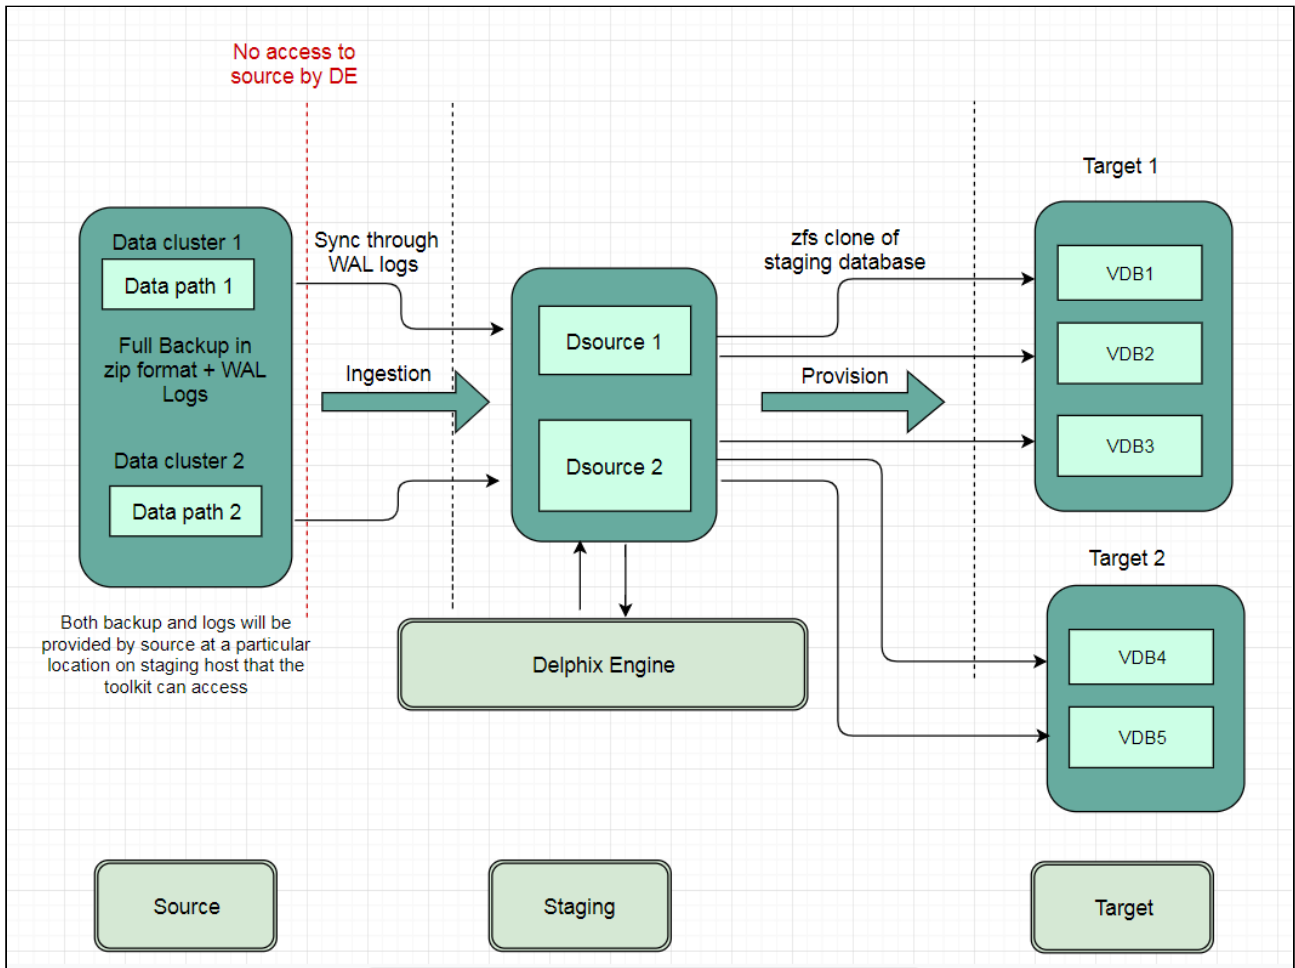 No access to
source by DE
Target 1
Data cluster 1
Data path 1
Full Backup in
zip format + WAL
Logs
Data cluster 2
Data path 2
Sync through
WAL logs
Ingestion
Dsource 1
Dsource 2
zfs clone of
staging database
Provision
VDB1
VDB2
VDB3
Target 2
VDB4
VDB5
Both backup and logs will be
provided by source at a particular
location on staging host that the
toolkit can access
Delphix Engine
Source
Staging
Target